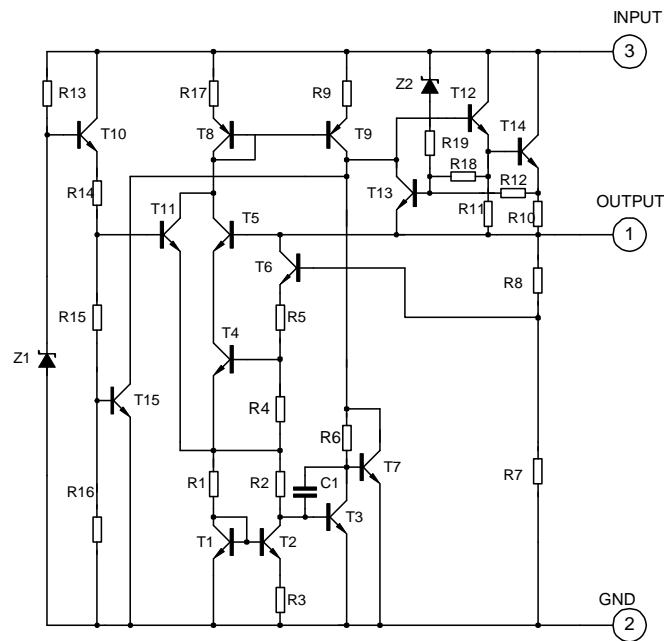 INPUT
3
R13
R17
R9
Z2
T12
T10
T8
T9
T14
R19
R18
R12
R14
T13
T11
T5
R11
R10
OUTPUT
1
T6
R8
R15
R5
T4
Z1
T15
R4
R6
T7
R7
R16
R1
R2
C1
T3
T1
T2
R3
GND
2